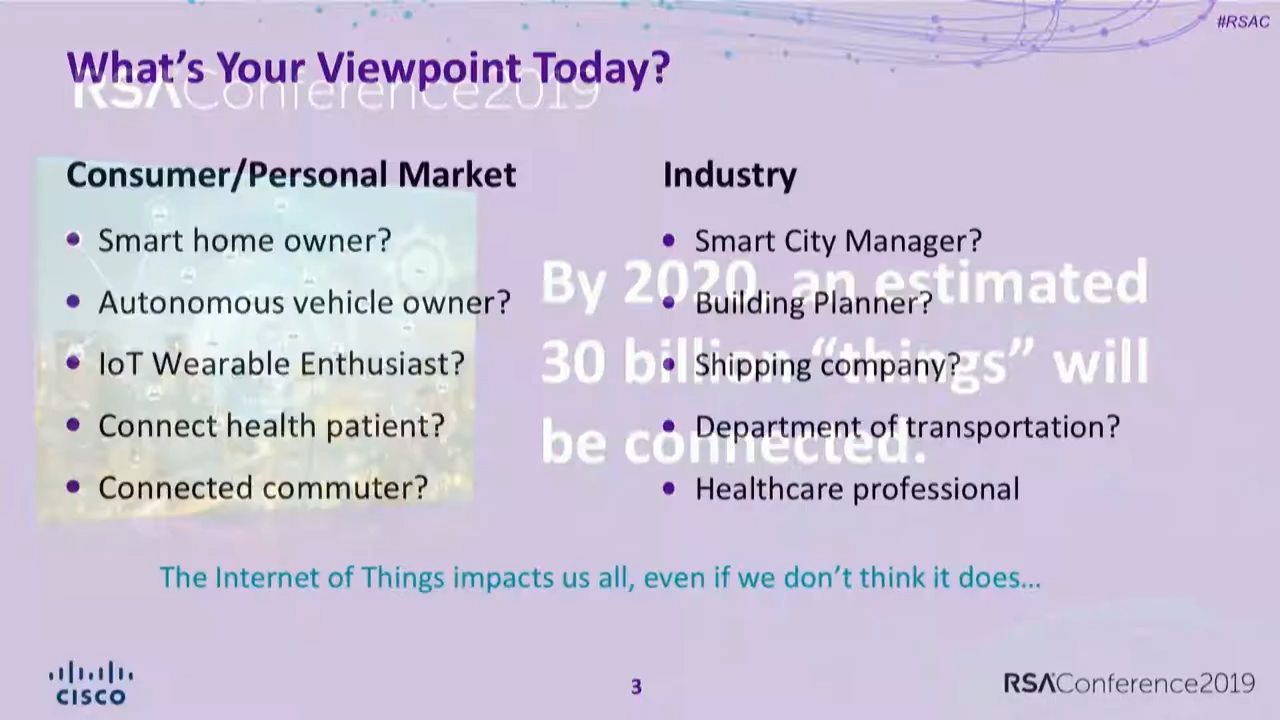 #RSAC
What's Your Viewpoint Today?
RSAConference2019
Consumer/Personal Market
• Smart home owner?
• Autonomous vehicle owner?
• IoT Wearable Enthusiast?
• Connect health patient?
• Connected commuter?
Industry
• Smart City Manager?
• Building Planner?
• Shipping company?
• Department of transportation?
• Healthcare professional
By 2020, an estimated
30 billion “things” will
be connected.
The Internet of Things impacts us all, even if we don't think it does...
CISCO
3
RSAConference2019